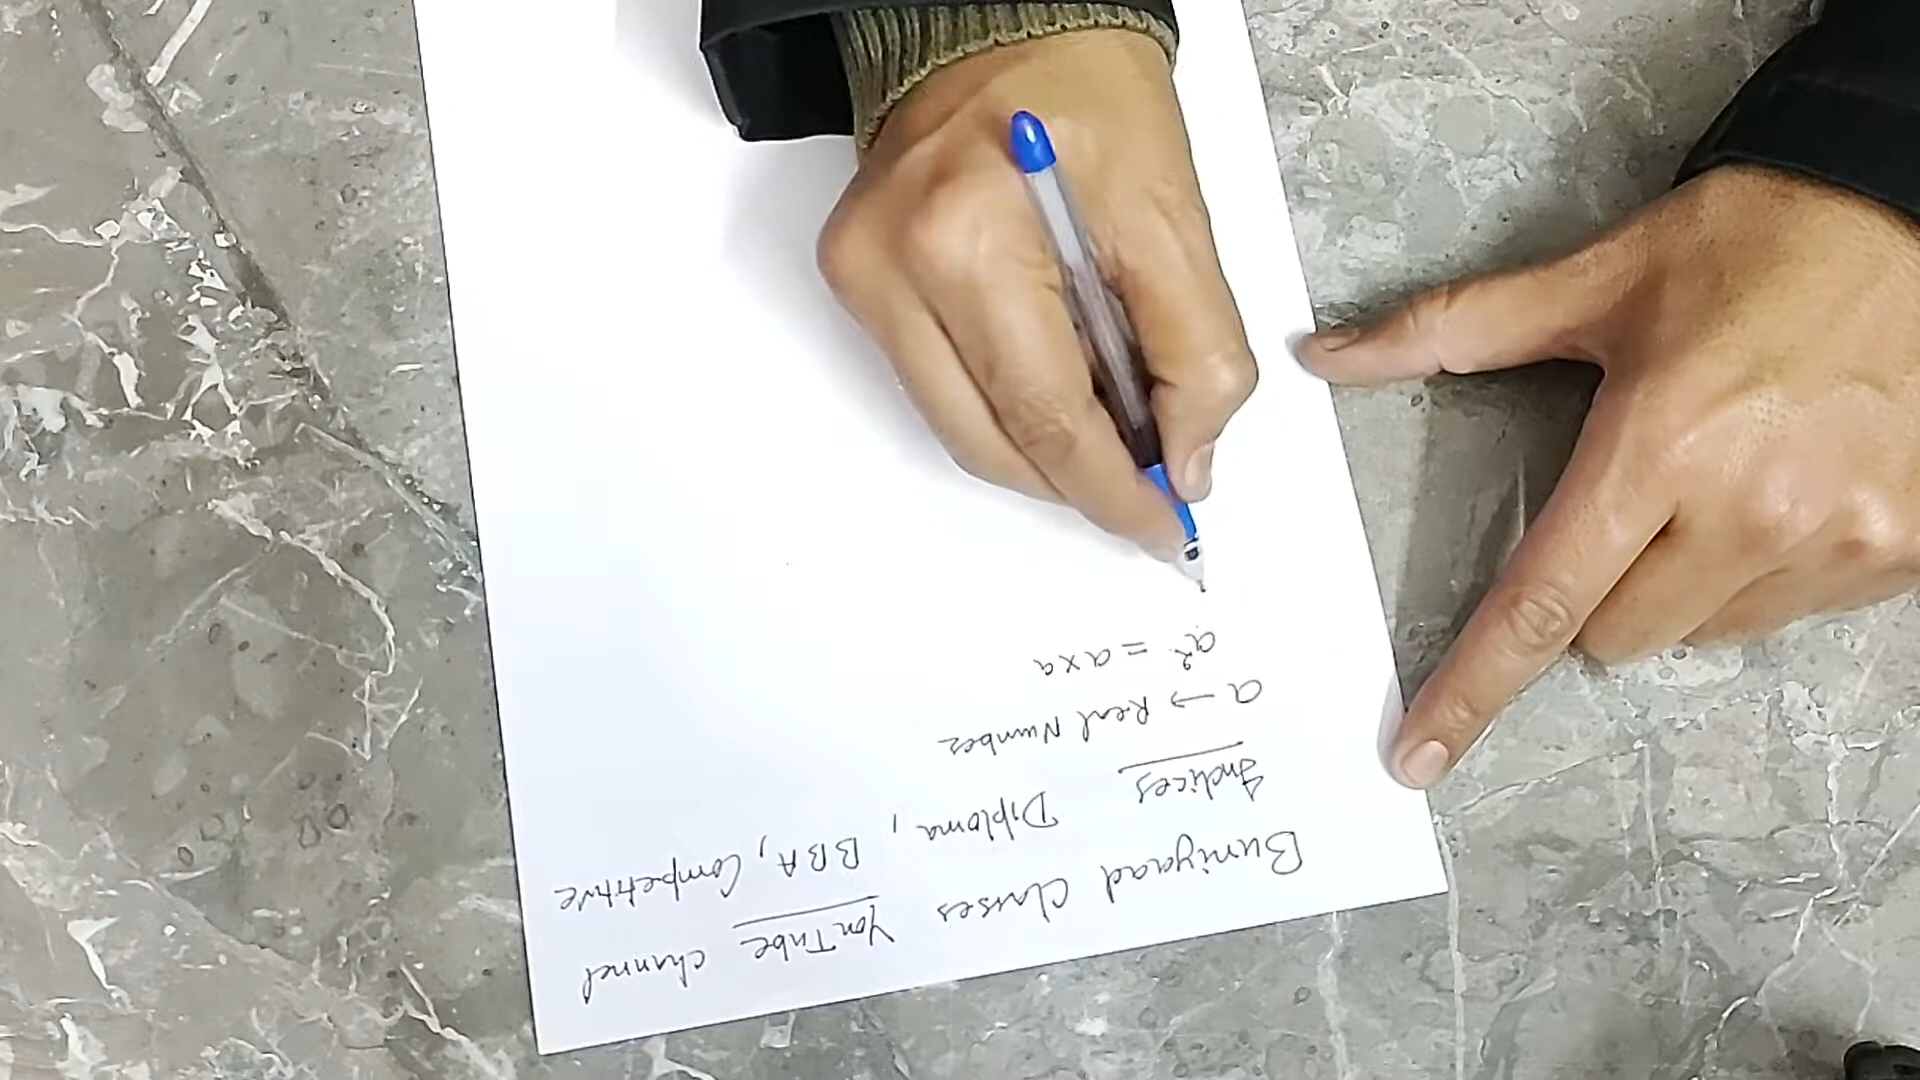 Buniyaad Classes YouTube channel
Indices Diploma, BBA, Competitive
a → Real Number
a² = a×a